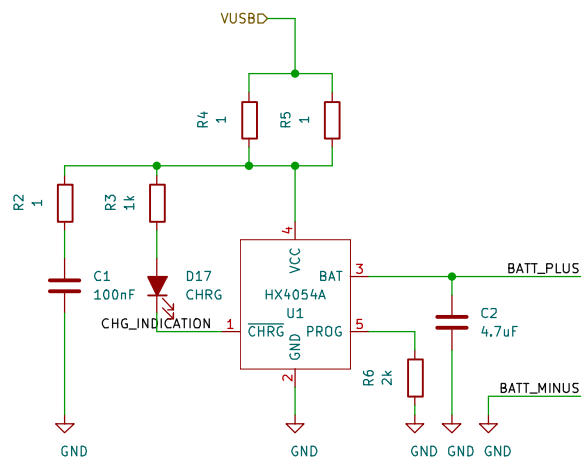 VUSB
R4
1
R5
1
R2
1
R3
1k
4
VCC
C1
100nF
D17
CHRG
BAT
3
BATT_PLUS
HX4054A
U1
CHG_INDICATION
1
CHRG
PROG
5
C2
4.7uF
GND
2
R6
2k
BATT_MINUS
GND
GND
GND
GND
GND